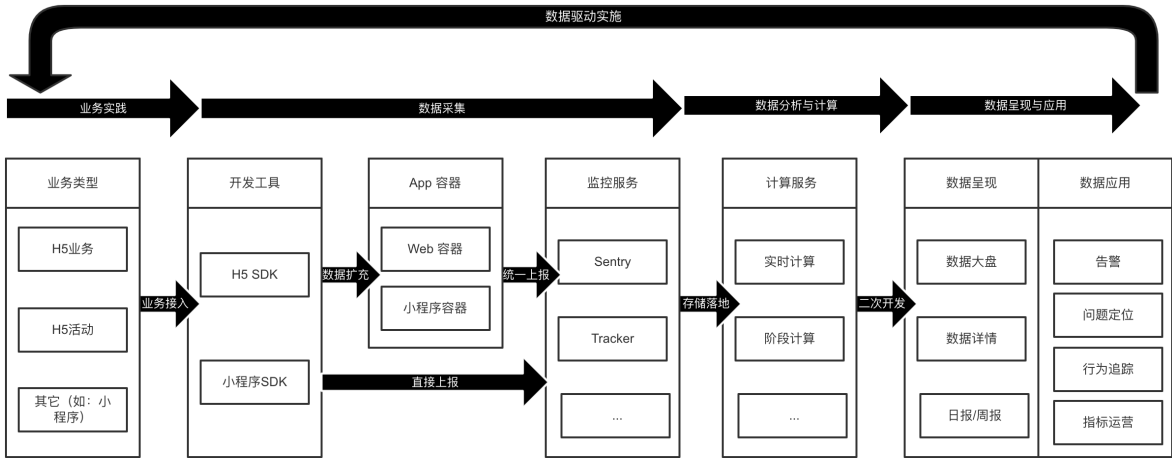 数据驱动实施
业务实践
数据采集
数据分析与计算
数据呈现与应用
业务类型
H5业务
H5活动
其它（如：小
程序）
业务接入
开发工具
H5 SDK
小程序SDK
数据扩充
直接上报
App 容器
Web 容器
小程序容器
统一上报
监控服务
Sentry
Tracker
...
存储落地
计算服务
实时计算
阶段计算
...
二次开发
数据呈现
数据大盘
数据详情
日报/周报
数据应用
告警
问题定位
行为追踪
指标运营